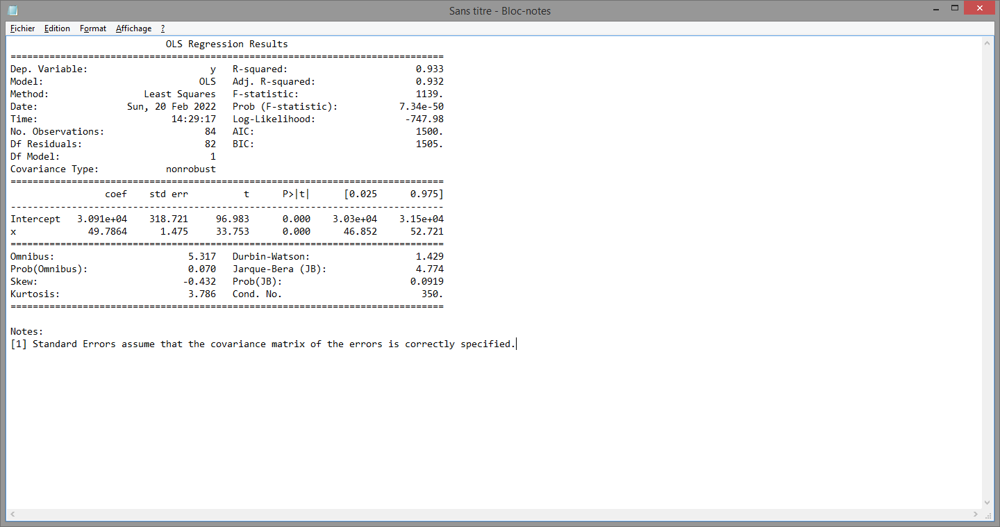 Sans titre - Bloc-notes
Fichier Edition Format Affichage ?
                            OLS Regression Results
==============================================================================
Dep. Variable:                      y   R-squared:                       0.933
Model:                            OLS   Adj. R-squared:                  0.932
Method:                 Least Squares   F-statistic:                     1139.
Date:                Sun, 20 Feb 2022   Prob (F-statistic):           7.34e-50
Time:                        14:29:17   Log-Likelihood:                -747.98
No. Observations:                  84   AIC:                             1500.
Df Residuals:                      82   BIC:                             1505.
Df Model:                           1
Covariance Type:            nonrobust
==============================================================================
                 coef    std err          t      P>|t|      [0.025      0.975]
------------------------------------------------------------------------------
Intercept   3.091e+04    318.721     96.983      0.000    3.03e+04    3.15e+04
x             49.7864      1.475     33.753      0.000      46.852      52.721
==============================================================================
Omnibus:                        5.317   Durbin-Watson:                   1.429
Prob(Omnibus):                  0.070   Jarque-Bera (JB):                4.774
Skew:                          -0.432   Prob(JB):                       0.0919
Kurtosis:                       3.786   Cond. No.                         350.
==============================================================================

Notes:
[1] Standard Errors assume that the covariance matrix of the errors is correctly specified.